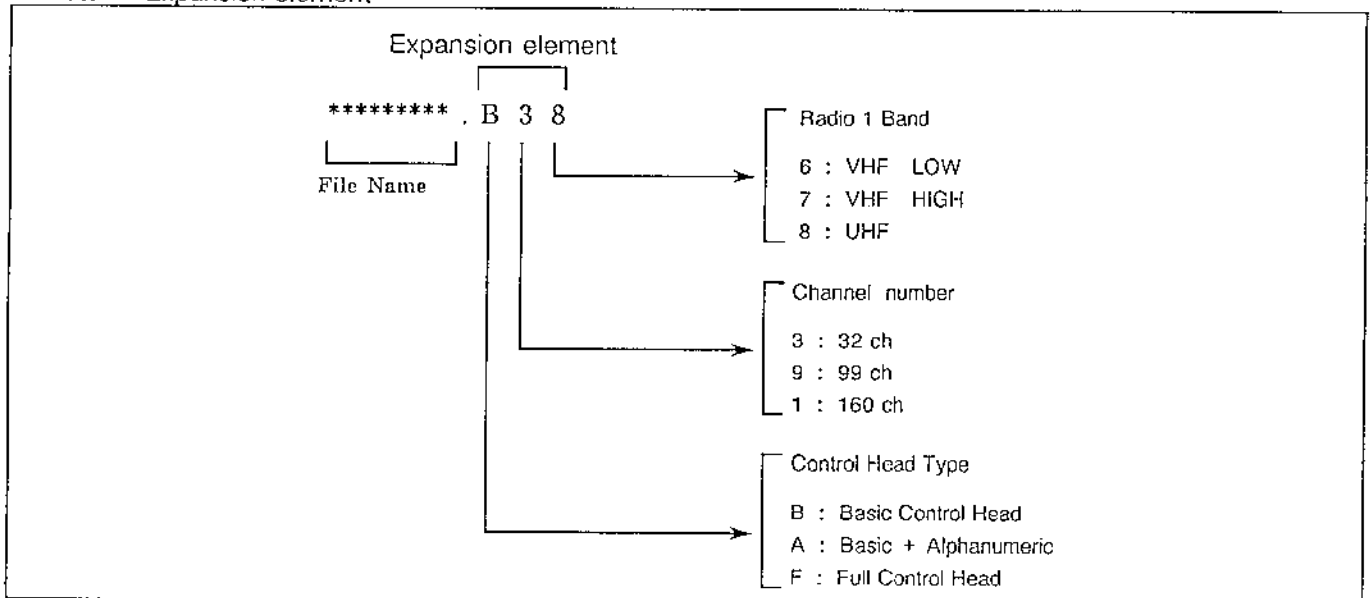 Expansion element
Expansion element
********* . B 3 8
File Name
Radio 1 Band
6 : VHF LOW
7 : VHF HIGH
8 : UHF
Channel number
3 : 32 ch
9 : 99 ch
1 : 160 ch
Control Head Type
B : Basic Control Head
A : Basic + Alphanumeric
F : Full Control Head